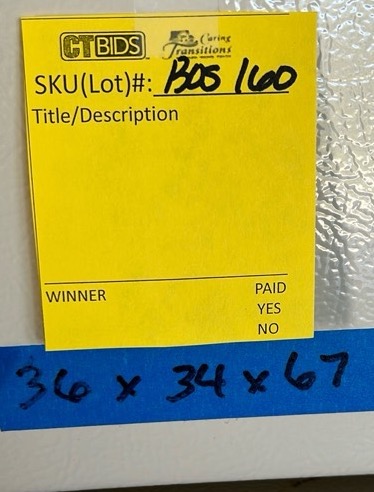 CTBIDS
Caring
Transitions
SKU(Lot)#: BOS 160
Title/Description
WINNER
PAID
YES
NO
36 x 34 x 67